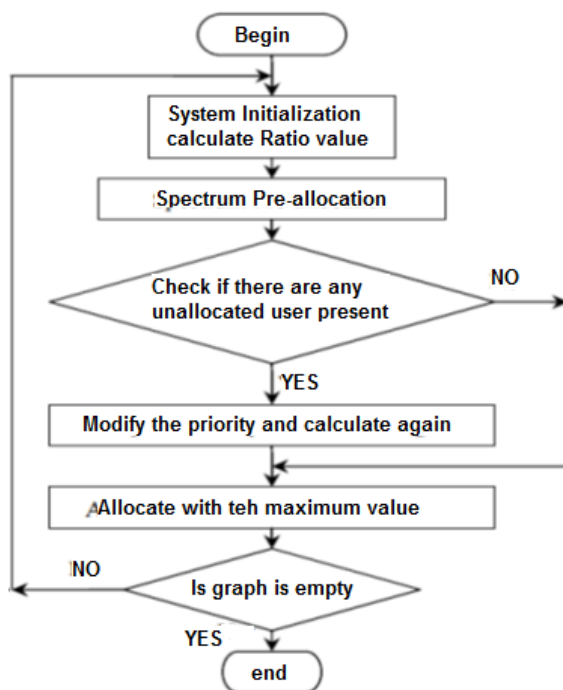 Begin
System Initialization
calculate Ratio value
Spectrum Pre-allocation
Check if there are any
unallocated user present
NO
YES
Modify the priority and calculate again
Allocate with teh maximum value
NO
Is graph is empty
YES
end